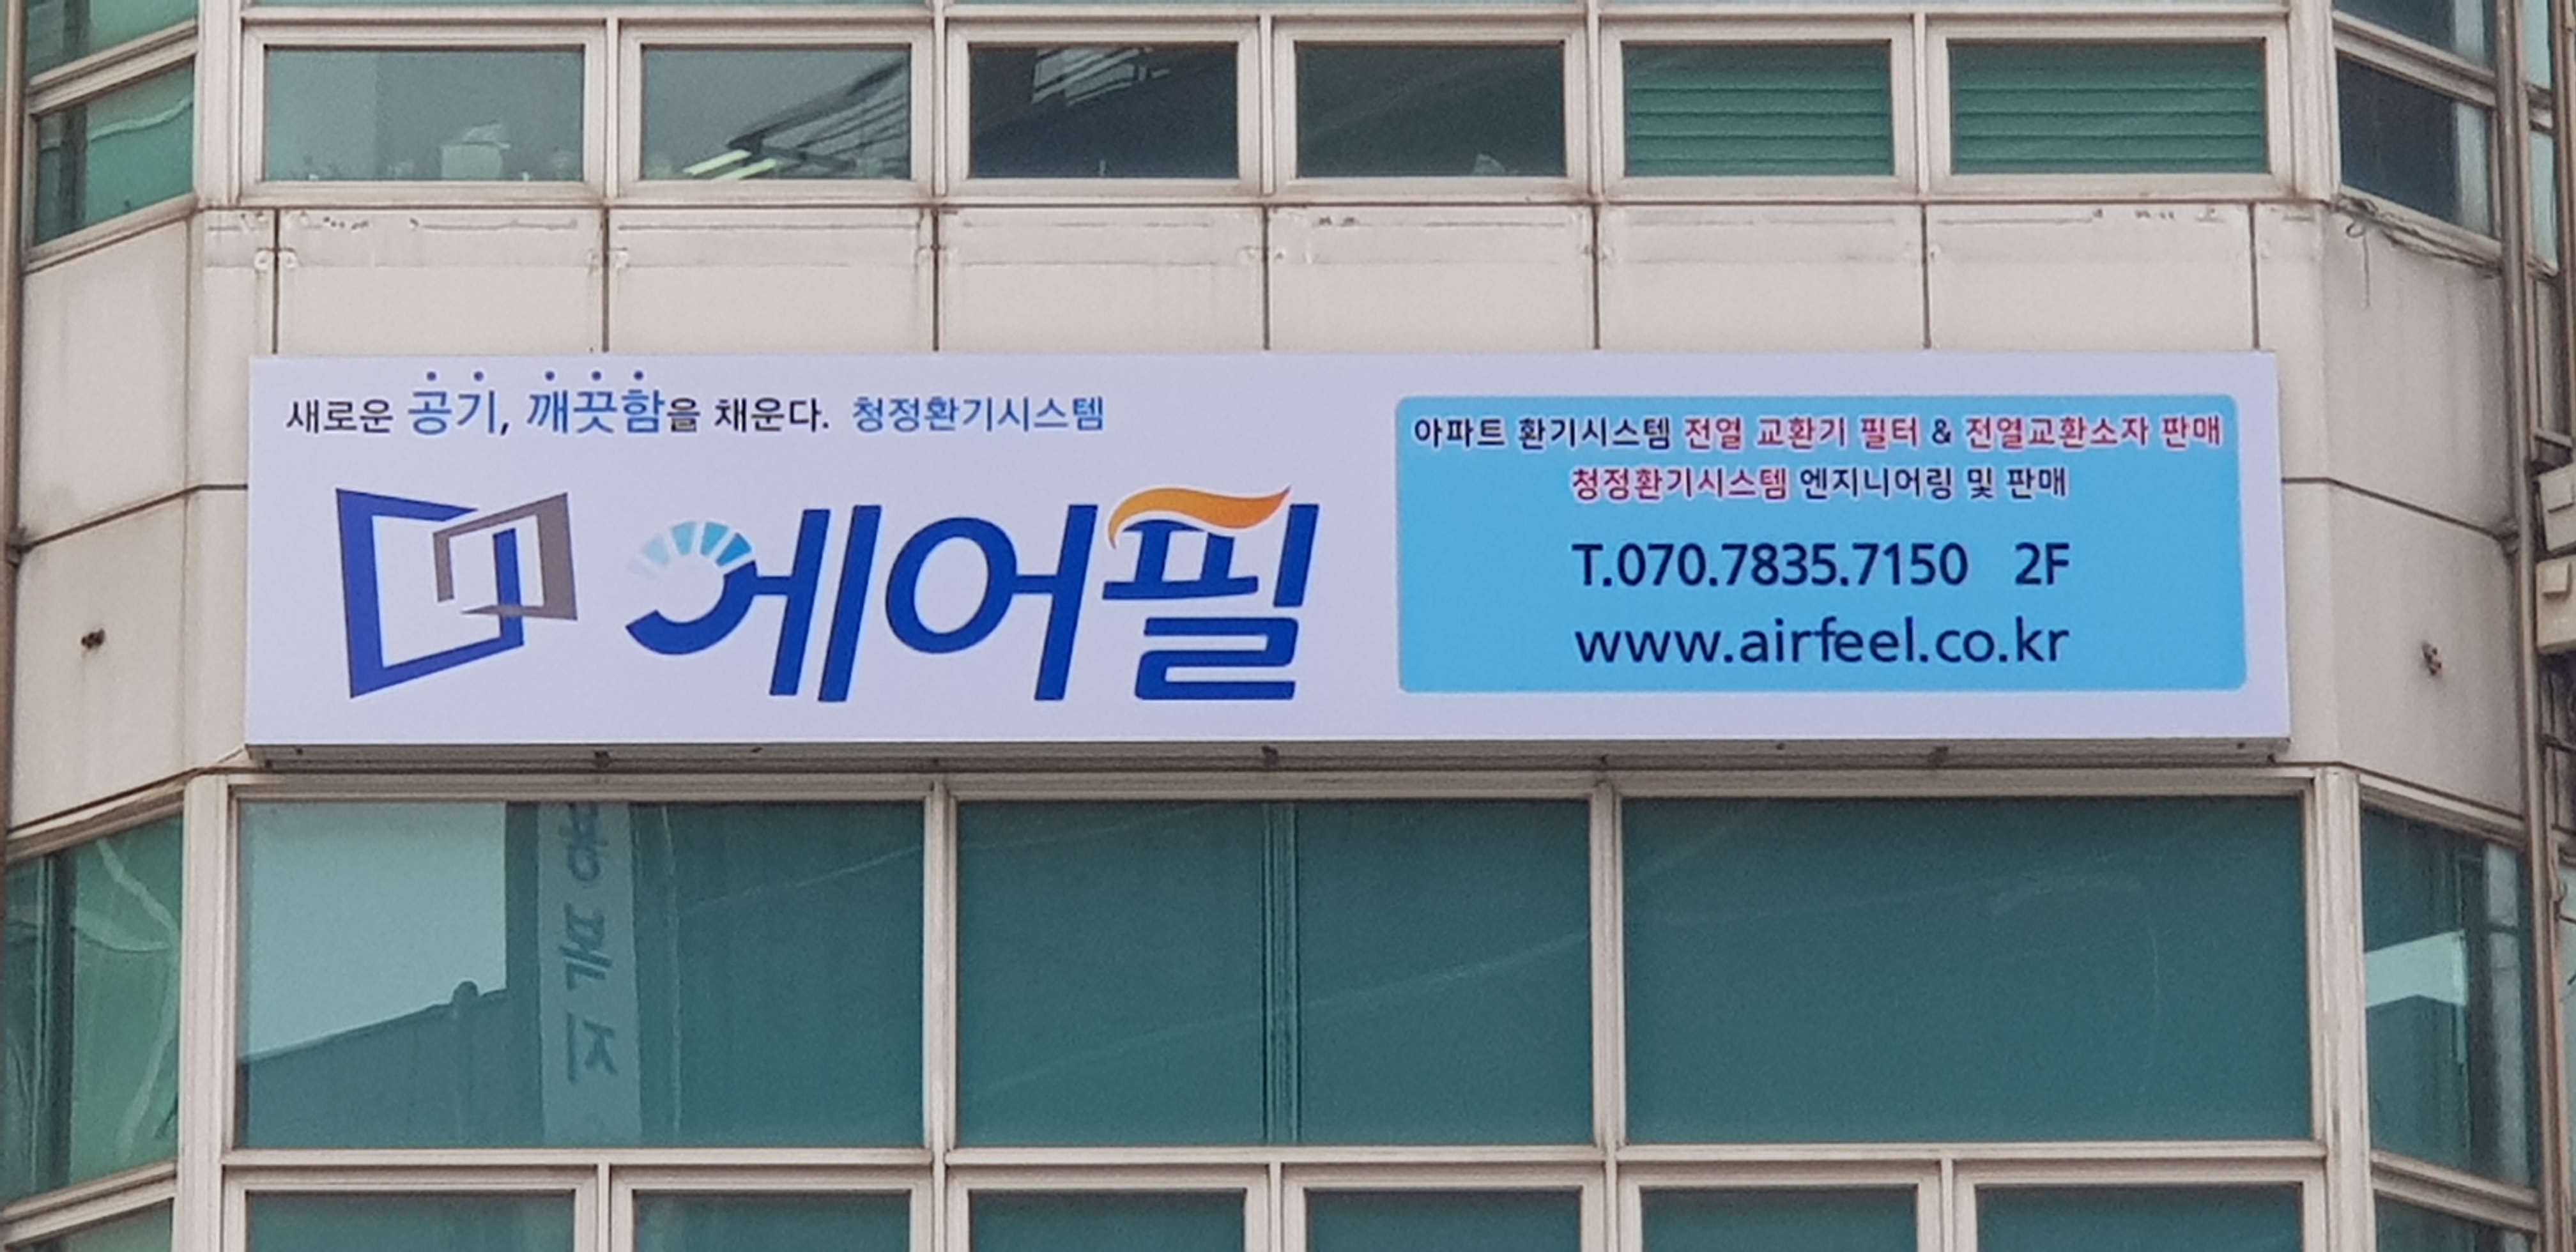 새로운 공기, 깨끗함을 채운다. 청정환기시스템
에어필
아파트 환기시스템 전열 교환기 필터 & 전열교환소자 판매
청정환기시스템 엔지니어링 및 판매
T.070.7835.7150 2F
www.airfeel.co.kr